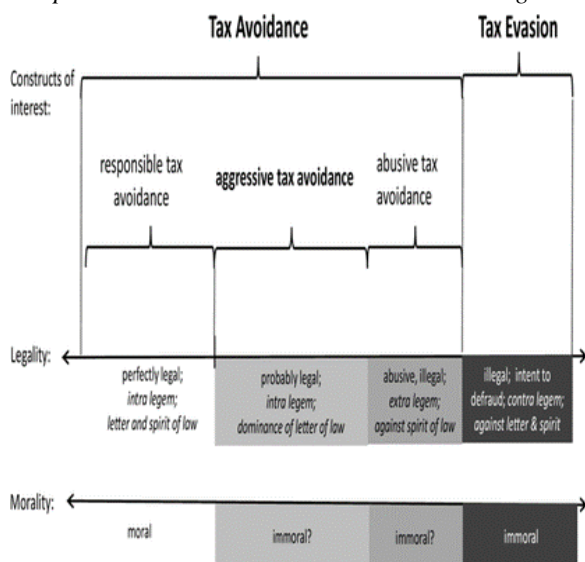 Tax Avoidance
Tax Evasion
Constructs of
interest:
responsible tax
avoidance
aggressive tax avoidance
abusive tax
avoidance
Legality:
perfectly legal;
intra legem;
letter and spirit of law
probably legal;
intra legem;
dominance of letter of law
abusive, illegal;
extra legem;
against spirit of law
illegal; intent to
defraud; contra legem;
against letter & spirit
Morality:
moral
immoral?
immoral?
immoral